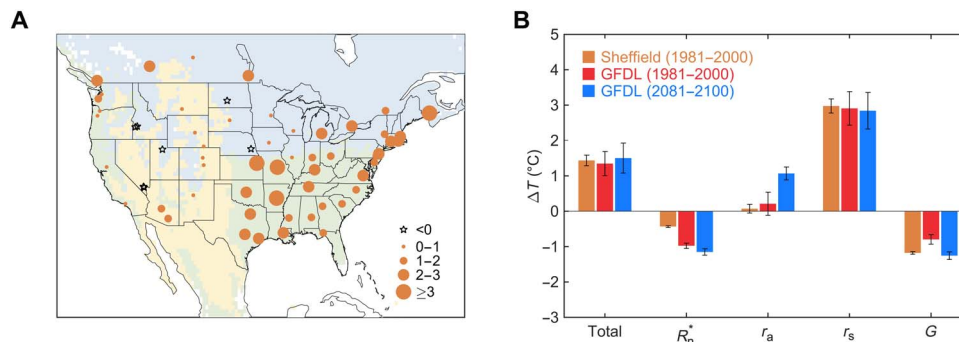 A
<0
0–1
1–2
2–3
≥3
B
Sheffield (1981–2000)
GFDL (1981–2000)
GFDL (2081–2100)
ΔT (°C)
5
4
3
2
1
0
−1
−2
−3
Total
R*n
ra
rs
G